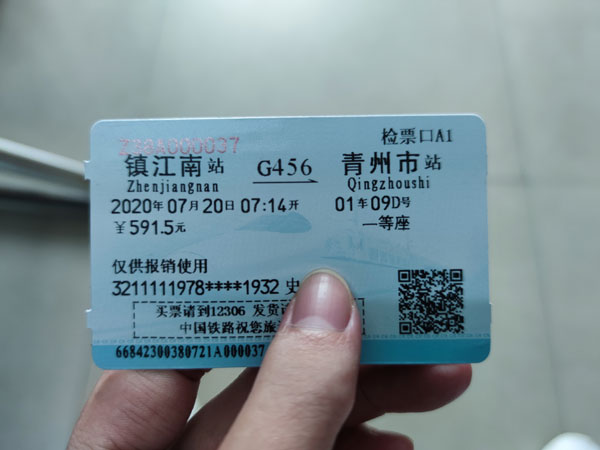 检票口A1
338A000037
镇江南站 G456 青州市站
Zhenjiangnan Qingzhoushi
2020年07月20日07:14开 01车09D号
￥591.5元 一等座
仅供报销使用
3211111978****1932 史
买票请到12306 发货
中国铁路祝您旅
66842300380721A000037